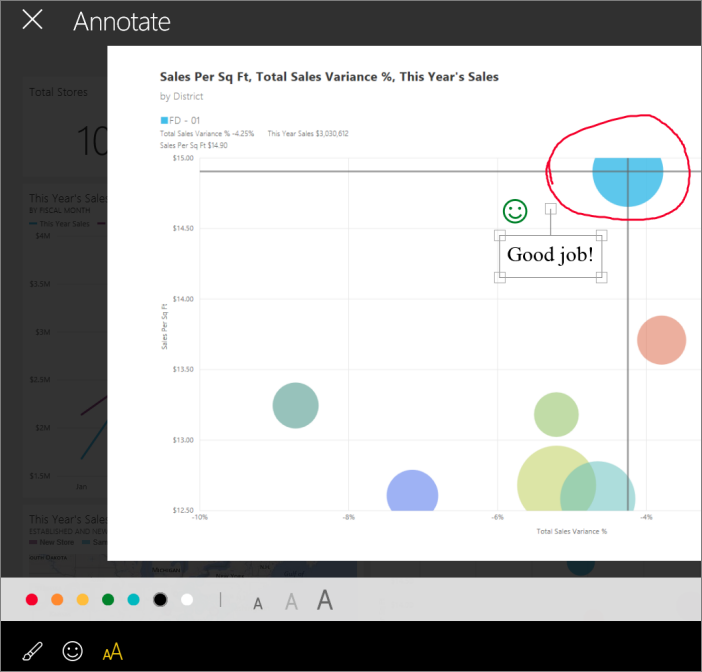 Annotate
Total Stores
10
This Year's Sales
BY FISCAL MONTH
This Year Sales
$4M
$3.5M
$3M
$2.5M
$2M
$1.5M
Jan
This Year's Sales
ESTABLISHED AND NEW
New Store
Sam
NORTH DAKOTA
Sales Per Sq Ft, Total Sales Variance %, This Year's Sales
by District
FD - 01
Total Sales Variance % -4.25% This Year Sales $3,030,612
Sales Per Sq Ft $14.90
$15.00
$14.50
Good job!
$14.00
Sales Per Sq Ft
$13.50
$13.00
$12.50
-10% -8% -6% -4%
Total Sales Variance %
A A A
AA